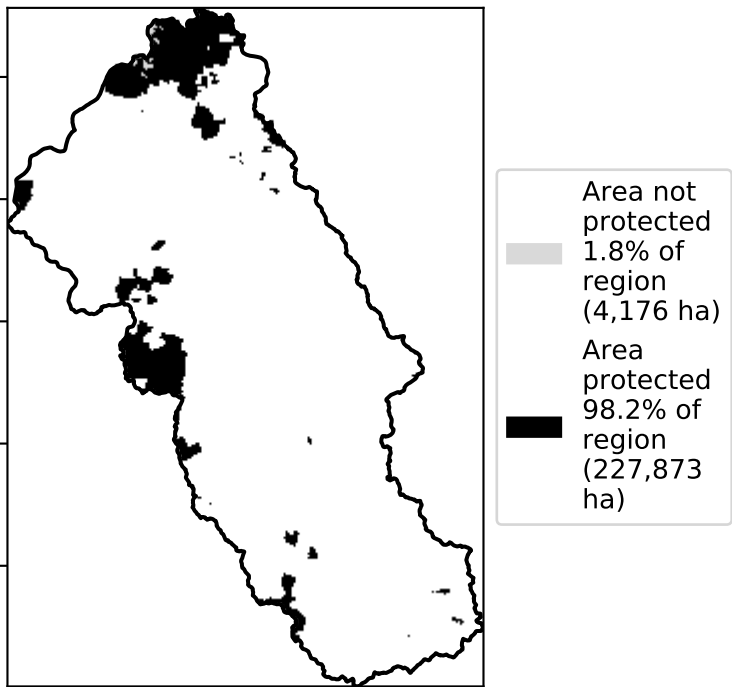 Area not
protected
1.8% of
region
(4,176 ha)
Area
protected
98.2% of
region
(227,873
ha)